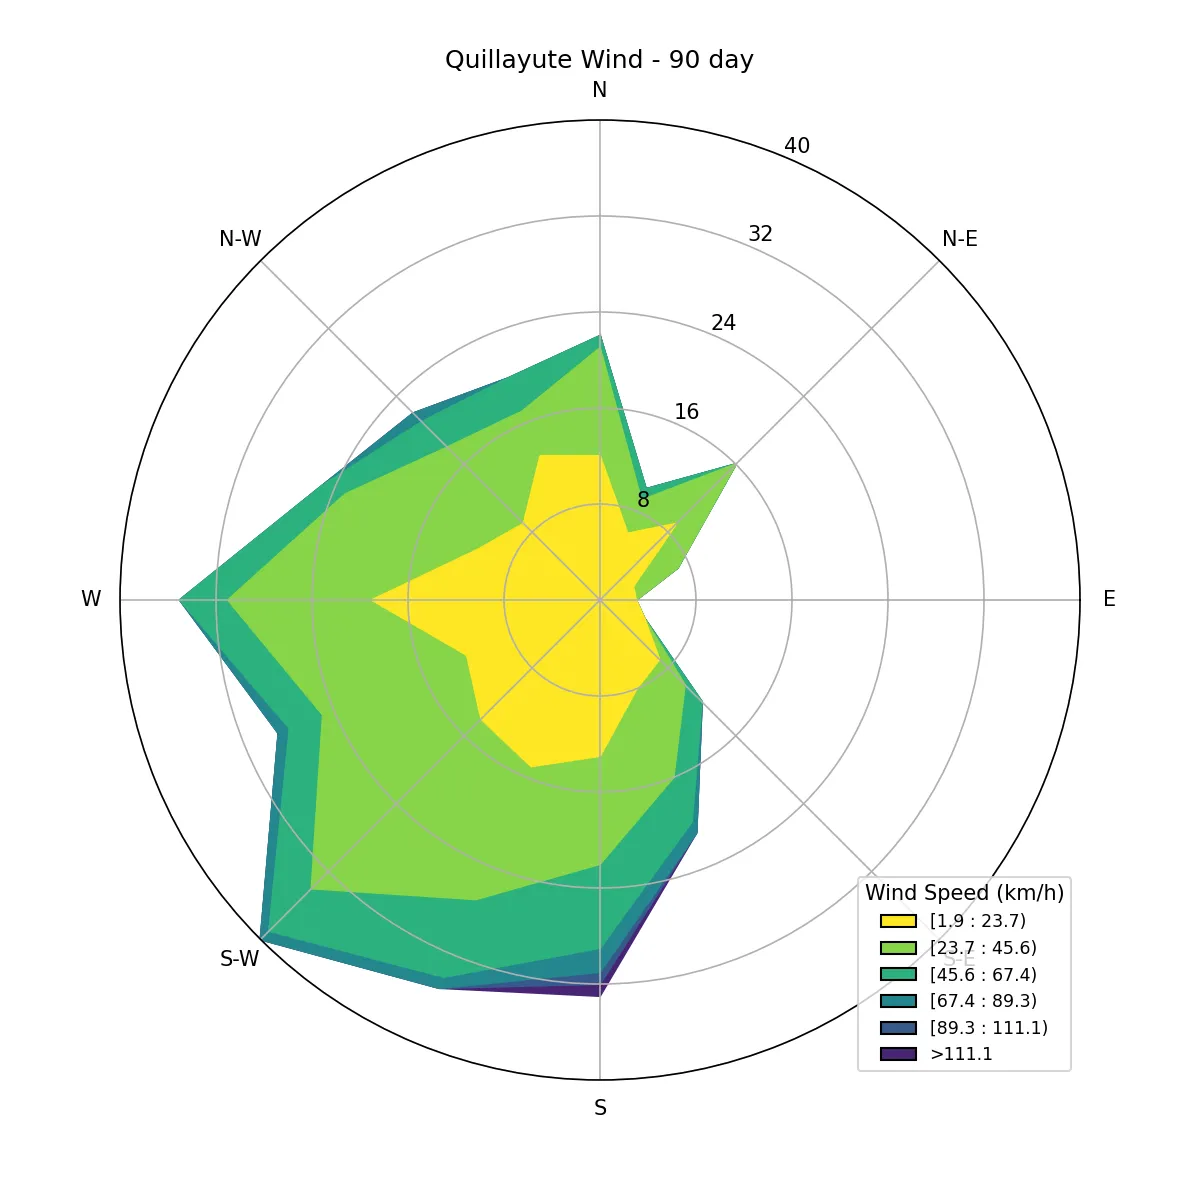 Quillayute Wind - 90 day
N
40
N-W
N-E
32
24
16
8
W
E
S-W
S-E
S
Wind Speed (km/h)
[1.9 : 23.7)
[23.7 : 45.6)
[45.6 : 67.4)
[67.4 : 89.3)
[89.3 : 111.1)
>111.1